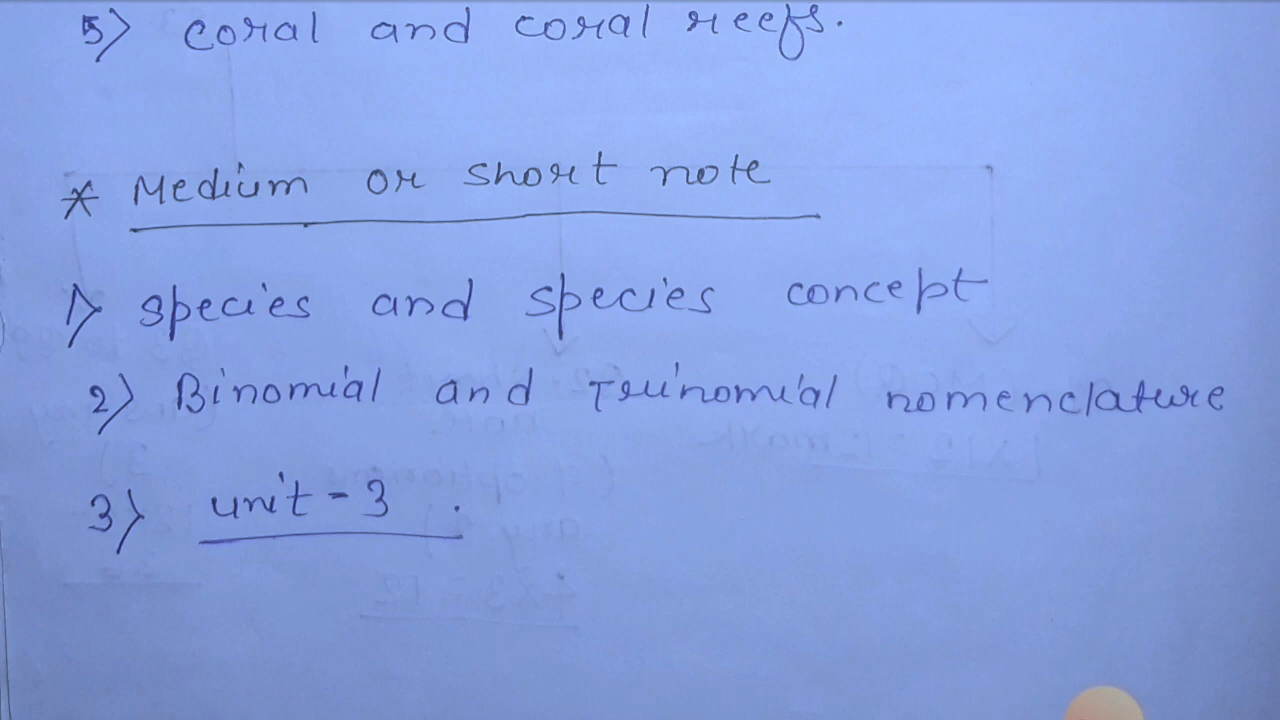 5) coral and coral reefs.
* Medium or short note
1) species and species concept
2) Binomial and Trinomial nomenclature
3) unit - 3 .